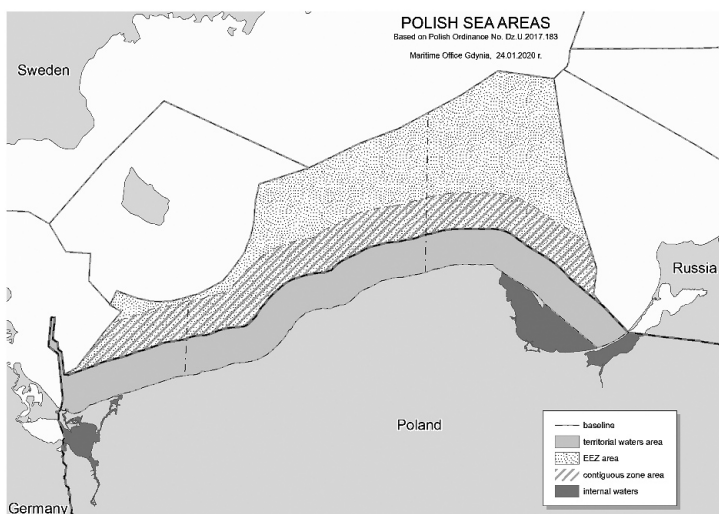 POLISH SEA AREAS
Based on Polish Ordinance No. Dz.U.2017.183
Maritime Office Gdynia, 24.01.2020 r.
Sweden
Russia
Poland
Germany
baseline
territorial waters area
EEZ area
contiguous zone area
internal waters